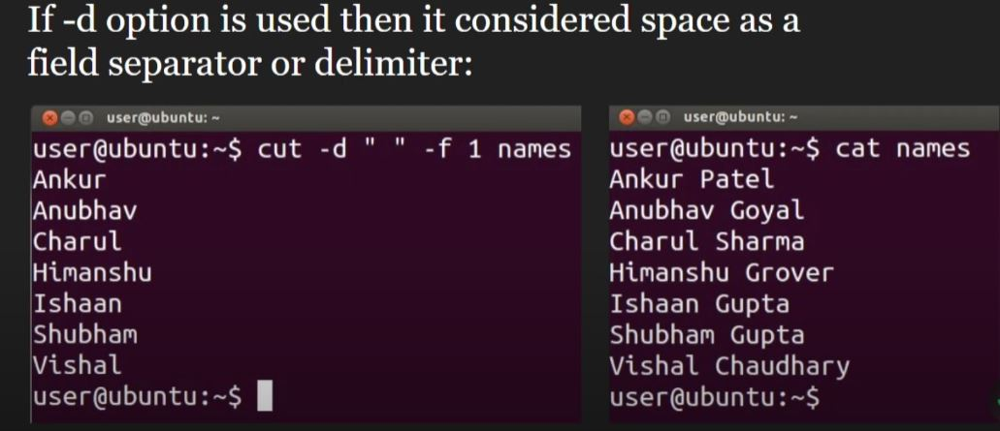 If -d option is used then it considered space as a
field separator or delimiter:
user@ubuntu: ~
user@ubuntu:~$ cut -d " " -f 1 names
Ankur
Anubhav
Charul
Himanshu
Ishaan
Shubham
Vishal
user@ubuntu:~$
user@ubuntu: ~
user@ubuntu:~$ cat names
Ankur Patel
Anubhav Goyal
Charul Sharma
Himanshu Grover
Ishaan Gupta
Shubham Gupta
Vishal Chaudhary
user@ubuntu:~$